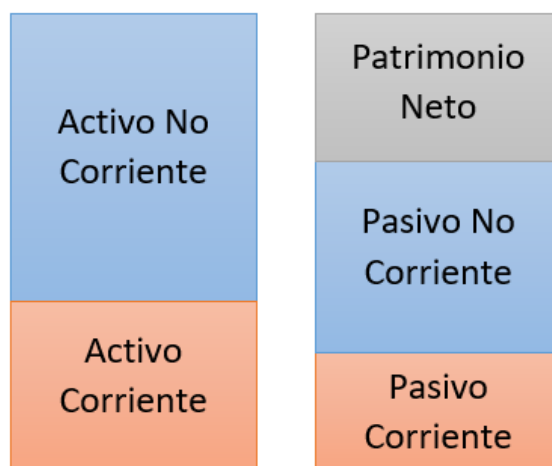 Activo No
Corriente
Activo
Corriente
Patrimonio
Neto
Pasivo No
Corriente
Pasivo
Corriente